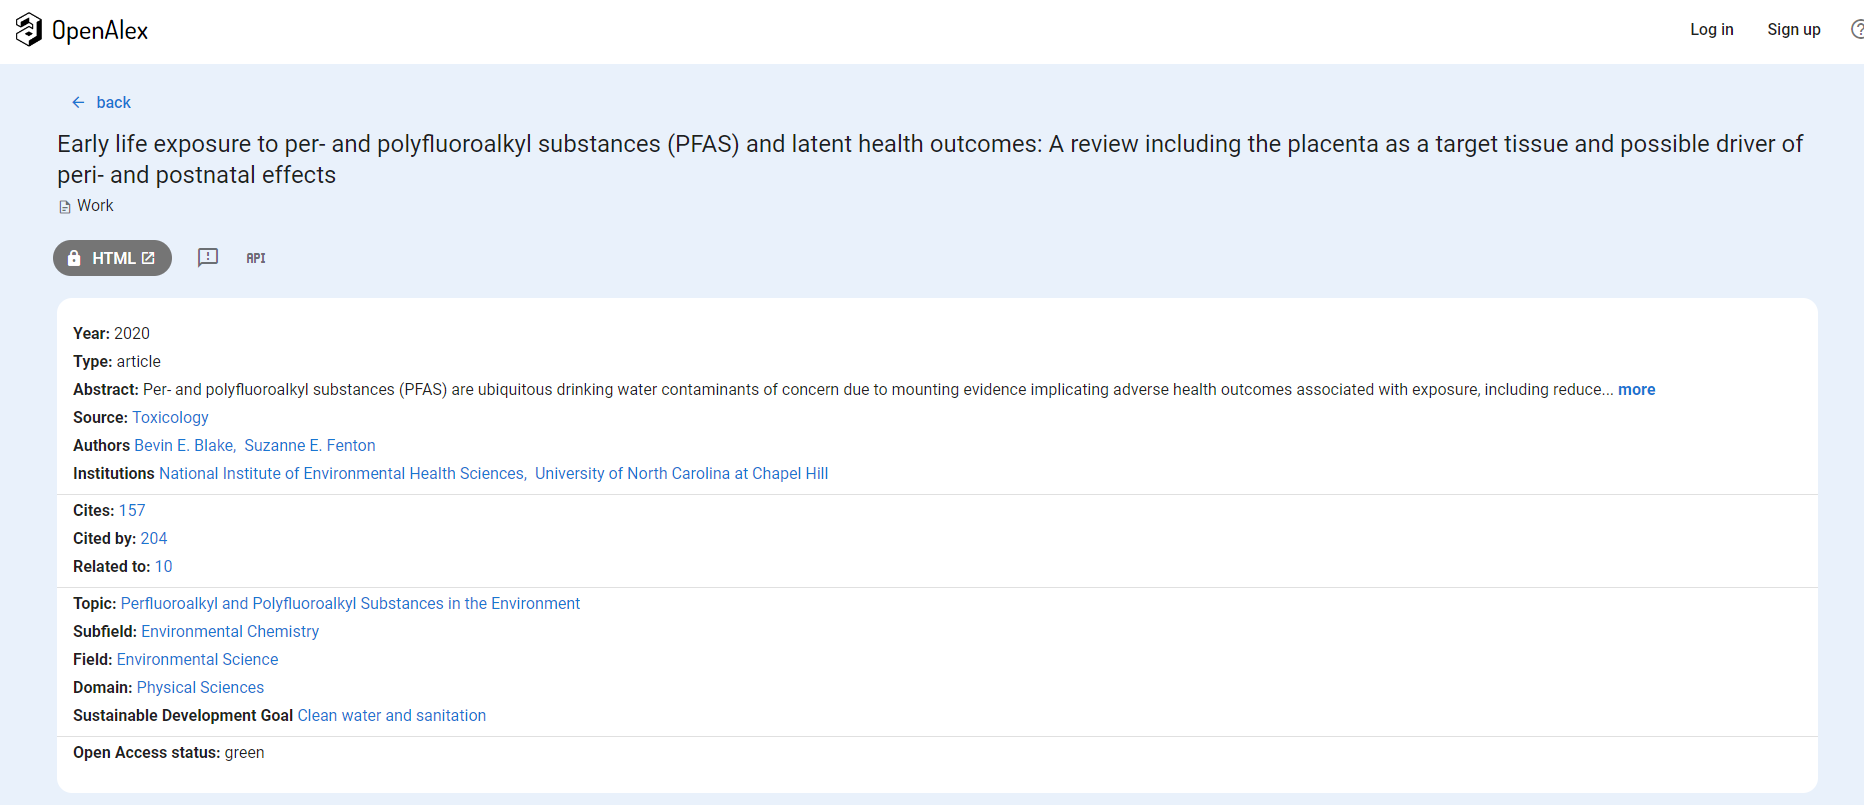 OpenAlex
Log in Sign up
back
Early life exposure to per- and polyfluoroalkyl substances (PFAS) and latent health outcomes: A review including the placenta as a target tissue and possible driver of
peri- and postnatal effects
Work
HTML API
Year: 2020
Type: article
Abstract: Per- and polyfluoroalkyl substances (PFAS) are ubiquitous drinking water contaminants of concern due to mounting evidence implicating adverse health outcomes associated with exposure, including reduce... more
Source: Toxicology
Authors Bevin E. Blake, Suzanne E. Fenton
Institutions National Institute of Environmental Health Sciences, University of North Carolina at Chapel Hill
Cites: 157
Cited by: 204
Related to: 10
Topic: Perfluoroalkyl and Polyfluoroalkyl Substances in the Environment
Subfield: Environmental Chemistry
Field: Environmental Science
Domain: Physical Sciences
Sustainable Development Goal Clean water and sanitation
Open Access status: green